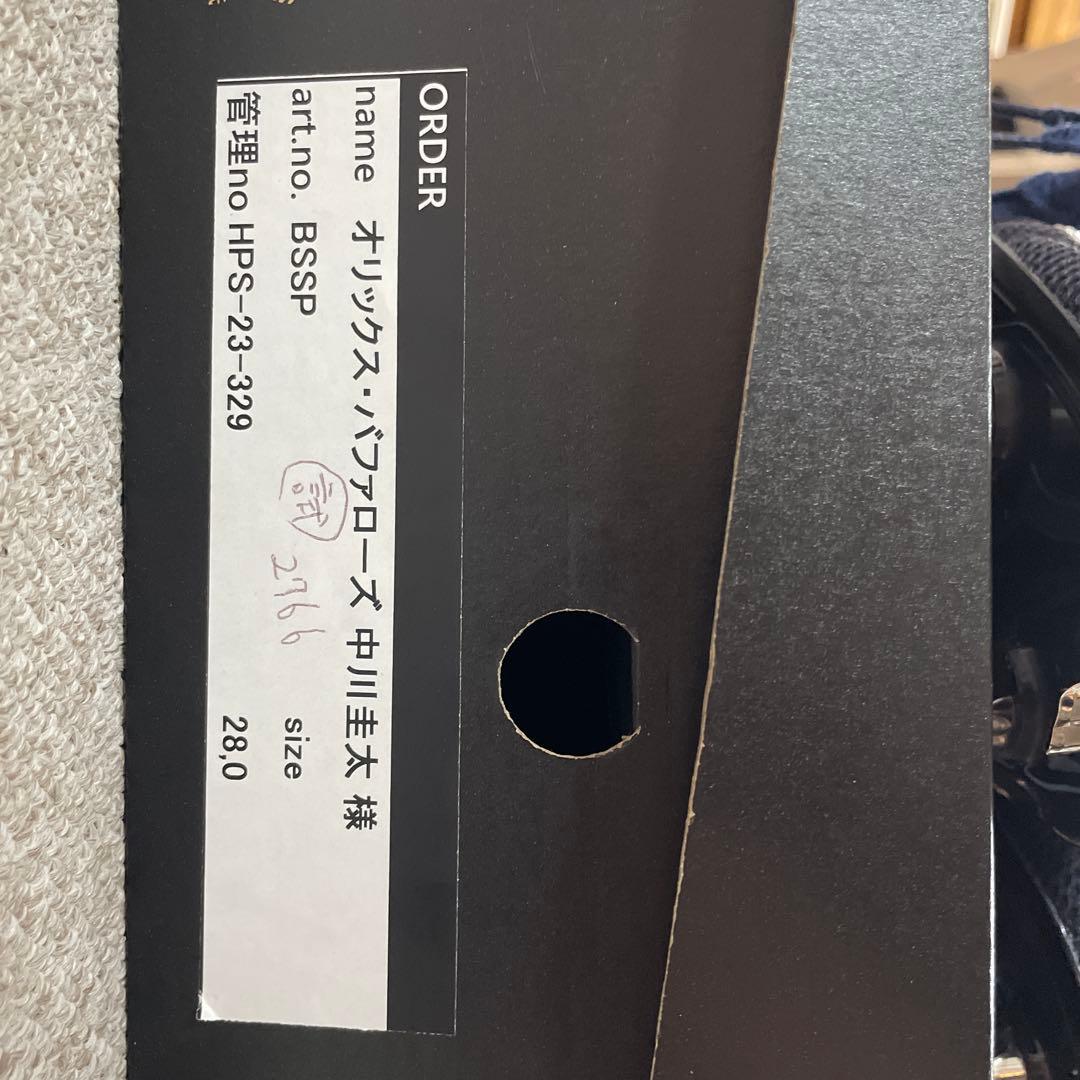 ORDER
name オリックス・バファローズ 中川圭太 様
art.no. BSSP 試 2766 size
管理no HPS-23-329 28,0